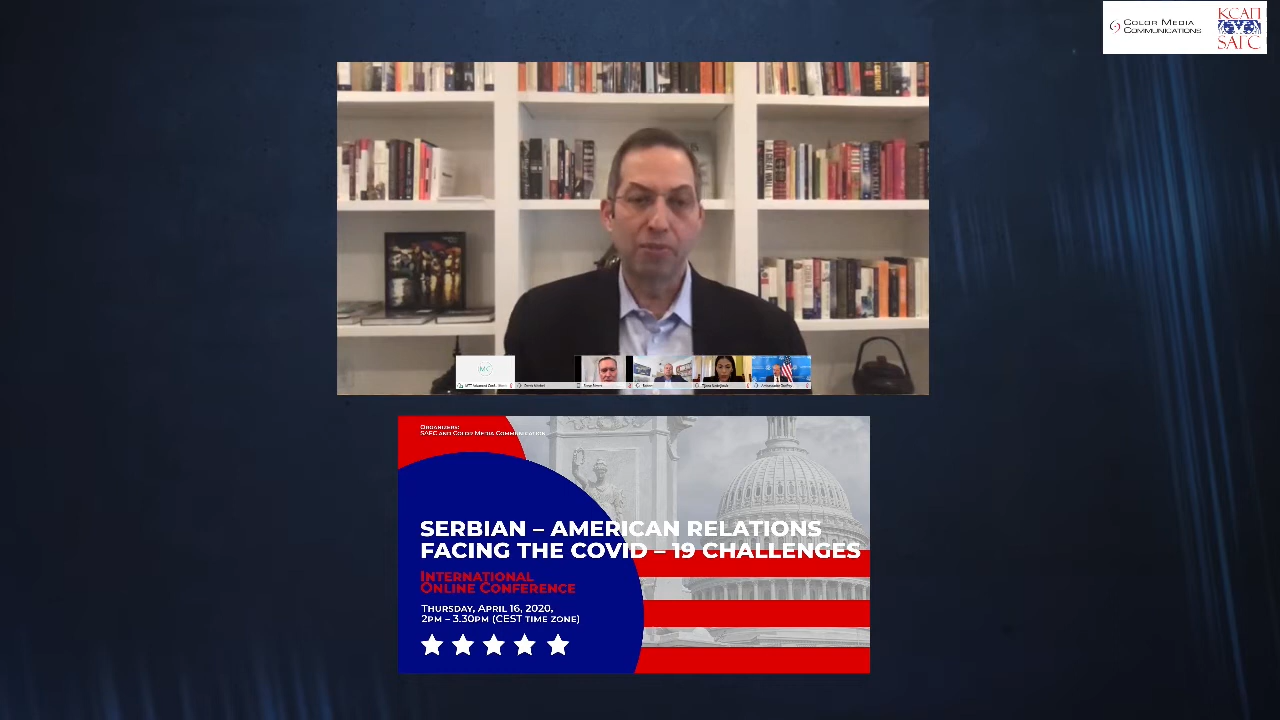 COLOR MEDIA
COMMUNICATIONS
КСАП
SAFC
ORGANIZERS:
SAFC AND COLOR MEDIA COMMUNICATION
SERBIAN – AMERICAN RELATIONS
FACING THE COVID – 19 CHALLENGES
INTERNATIONAL
ONLINE CONFERENCE
THURSDAY, APRIL 16, 2020,
2PM – 3.30PM (CEST TIME ZONE)